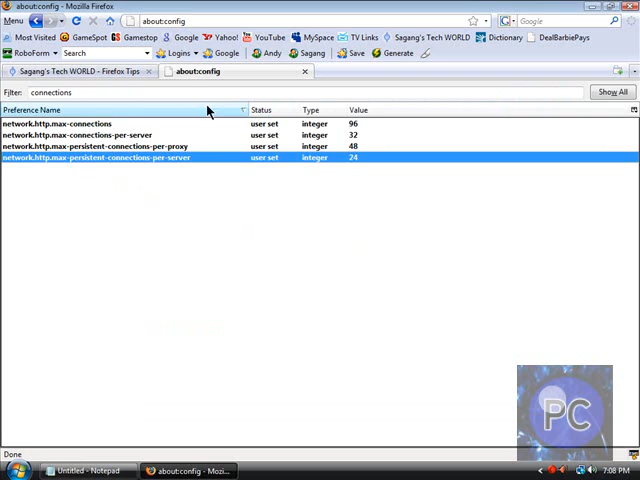 about:config - Mozilla Firefox
Menu about:config Google
Most Visited GameSpot Gamestop Google Yahoo! YouTube MySpace TV Links Sagang's Tech WORLD Dictionary DealBarbiePays
RoboForm Search Logins Google Andy Sagang Save Generate
Sagang's Tech WORLD - Firefox Tips about:config
Filter: connections Show All
Preference Name Status Type Value
network.http.max-connections user set integer 96
network.http.max-connections-per-server user set integer 32
network.http.max-persistent-connections-per-proxy user set integer 48
network.http.max-persistent-connections-per-server user set integer 24
PC
Done
Untitled - Notepad about:config - Mozi... 7:08 PM